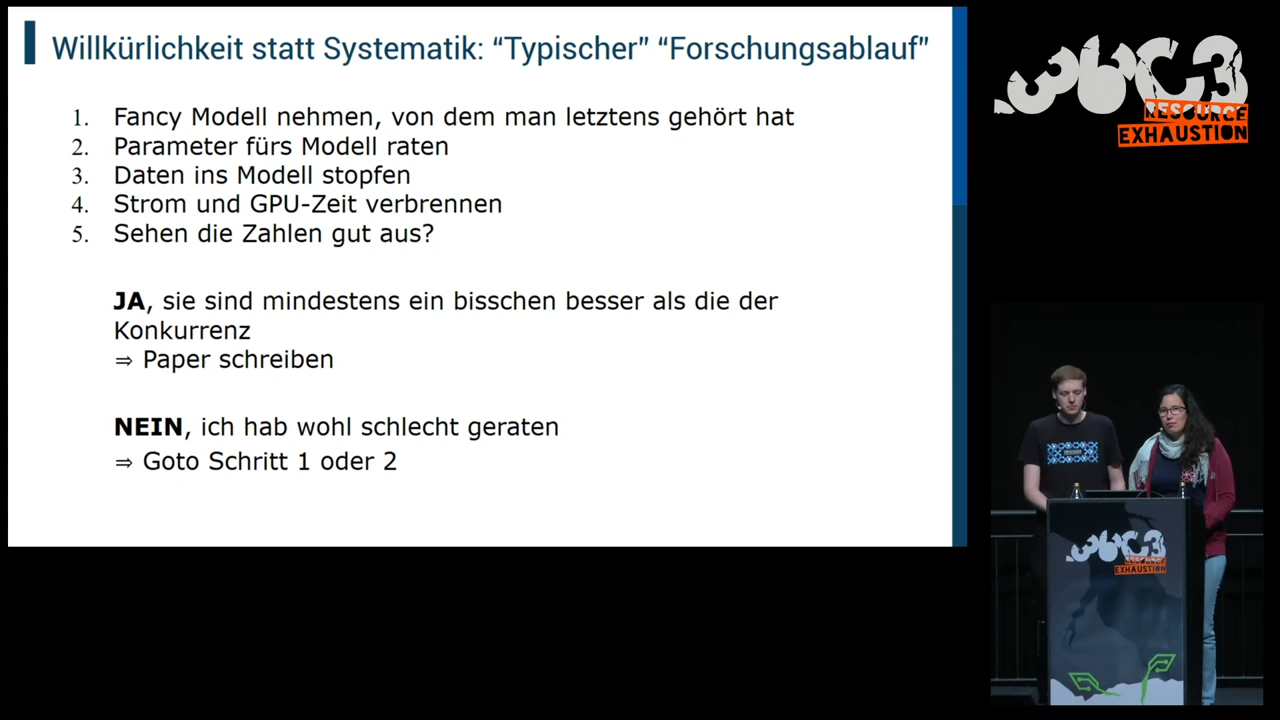 Willkürlichkeit statt Systematik: “Typischer” “Forschungsablauf”
1. Fancy Modell nehmen, von dem man letztens gehört hat
2. Parameter fürs Modell raten
3. Daten ins Modell stopfen
4. Strom und GPU-Zeit verbrennen
5. Sehen die Zahlen gut aus?
JA, sie sind mindestens ein bisschen besser als die der
Konkurrenz
⇒ Paper schreiben
NEIN, ich hab wohl schlecht geraten
⇒ Goto Schritt 1 oder 2
36C3
RESOURCE
EXHAUSTION
36C3
RESOURCE
EXHAUSTION